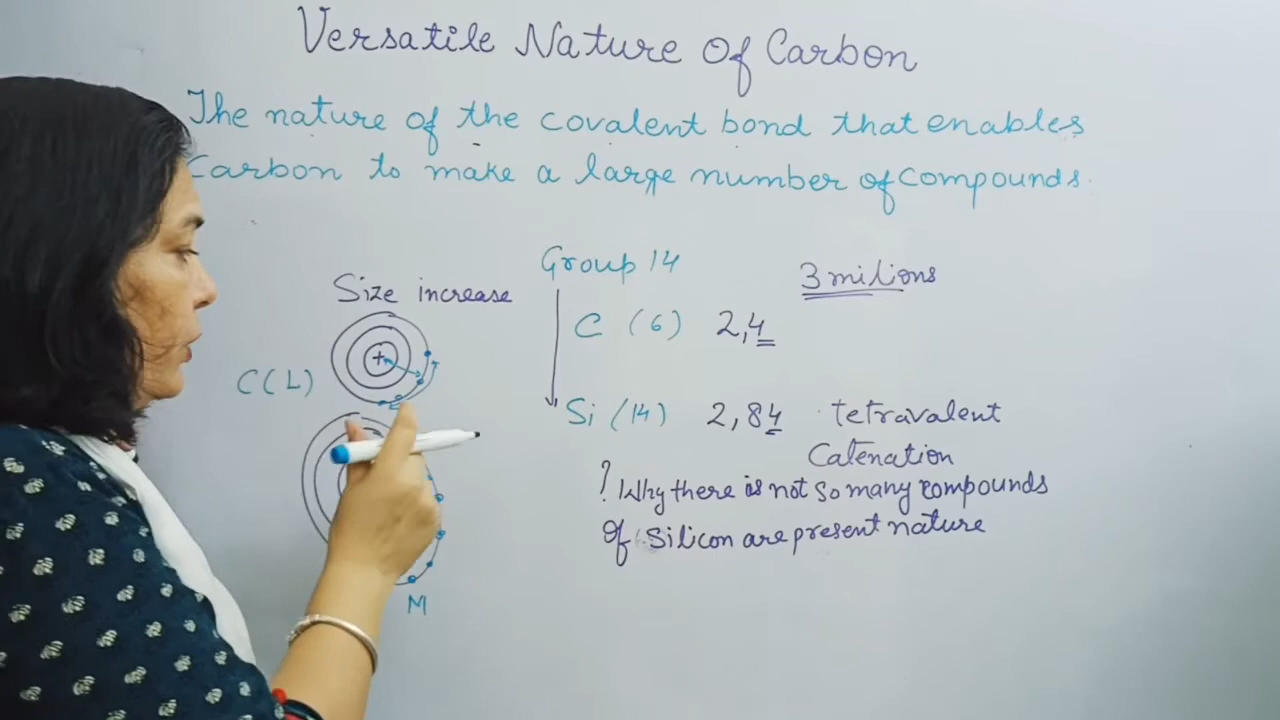 Versatile Nature Of Carbon
The nature of the covalent bond that enables
Carbon to make a large number of compounds.
Group 14
3 milions
Size increase
C (6) 2,4
+
C(L)
Si (14) 2,84 tetravalent
Catenation
? Why there is not so many compounds
Of Silicon are present nature
M